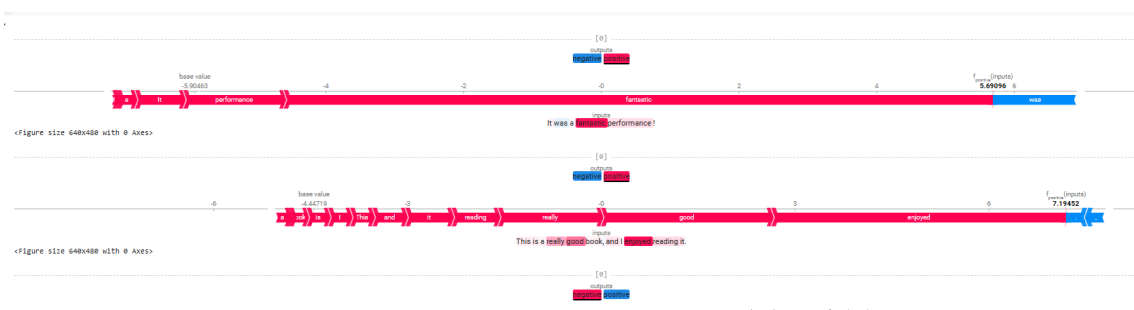 [0]
outputs
negative positive
base value f_positive(inputs)
-5.90463 -4 -2 -0 2 4 5.69096 6
a It performance fantastic was
inputs
It was a fantastic performance !
<Figure size 640x480 with 0 Axes>
[0]
outputs
negative positive
base value f_positive(inputs)
-6 -4.44719 -3 -0 3 6 7.19452
a is I This and it reading really good enjoyed
inputs
This is a really good book, and I enjoyed reading it.
<Figure size 640x480 with 0 Axes>
[0]
outputs
negative positive